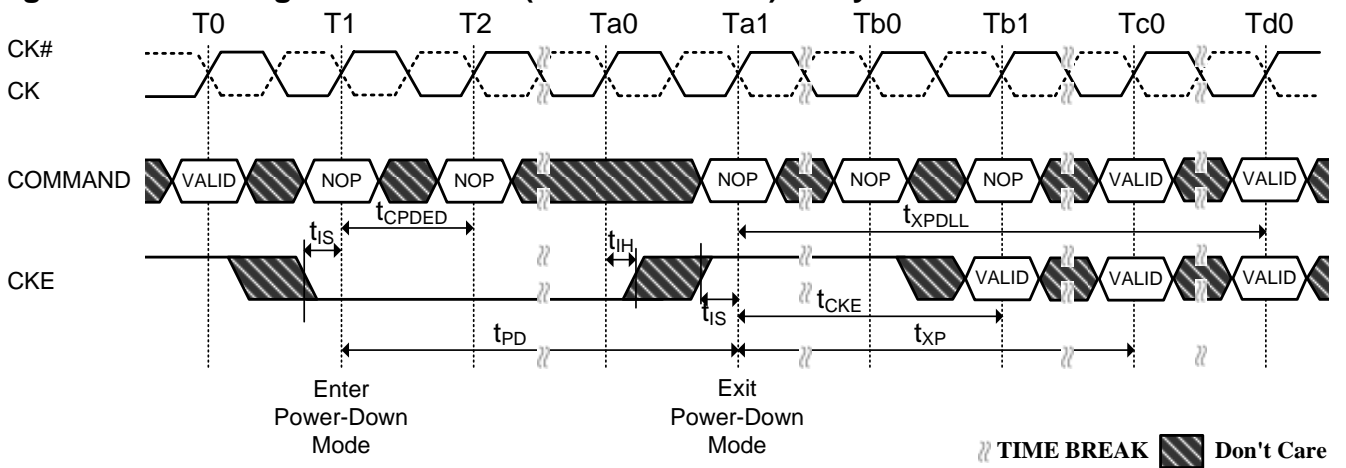 T0 T1 T2 Ta0 Ta1 Tb0 Tb1 Tc0 Td0
CK#
CK
COMMAND VALID NOP NOP NOP NOP NOP VALID VALID
tCPDED tXPDLL
tIS tIH
CKE VALID VALID VALID
tIS tCKE
tPD tXP
Enter
Power-Down
Mode
Exit
Power-Down
Mode
TIME BREAK Don't Care